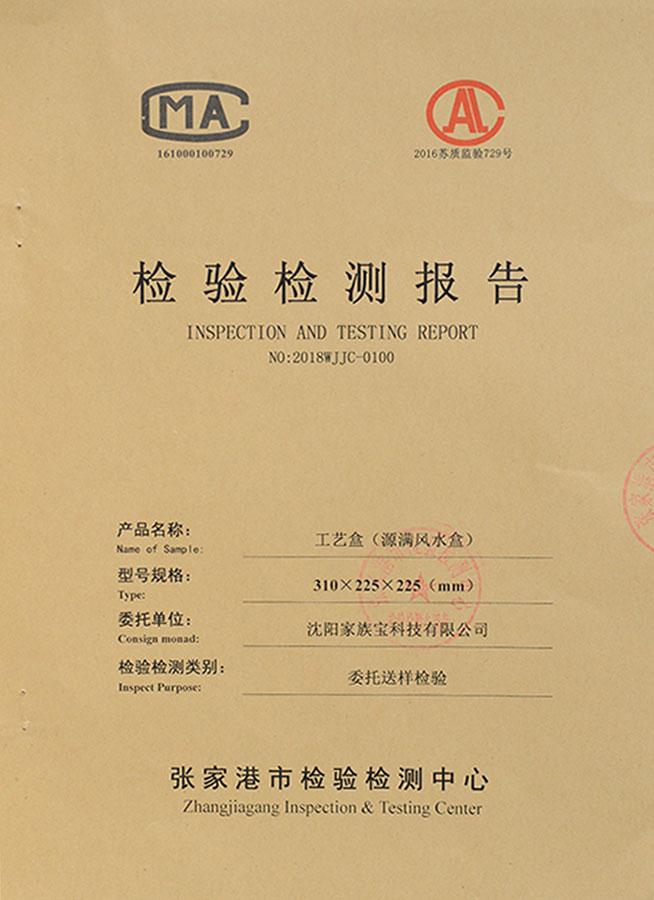 CMA
161000100729
CAL
2016苏质监验729号
检验检测报告
INSPECTION AND TESTING REPORT
NO:2018WJJC-0100
产品名称: 工艺盒（源满风水盒）
Name of Sample:
型号规格: 310×225×225（mm）
Type:
委托单位: 沈阳家族宝科技有限公司
Consign monad:
检验检测类别: 委托送样检验
Inspect Purpose:
张家港市检验检测中心
Zhangjiagang Inspection & Testing Center